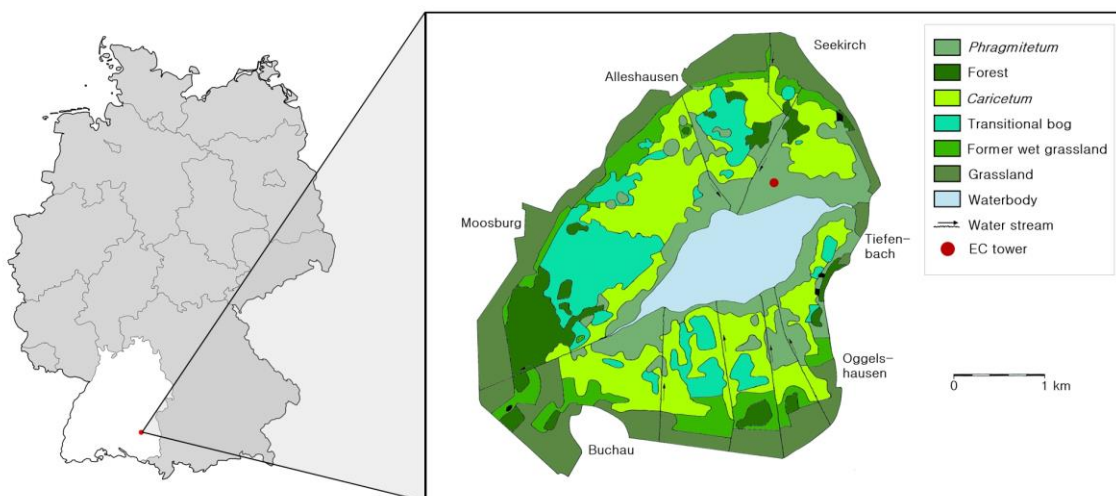 Seekirch
Alleshausen
Moosburg
Tiefen-
bach
Oggels-
hausen
Buchau
Phragmitetum
Forest
Caricetum
Transitional bog
Former wet grassland
Grassland
Waterbody
Water stream
EC tower
0 1 km